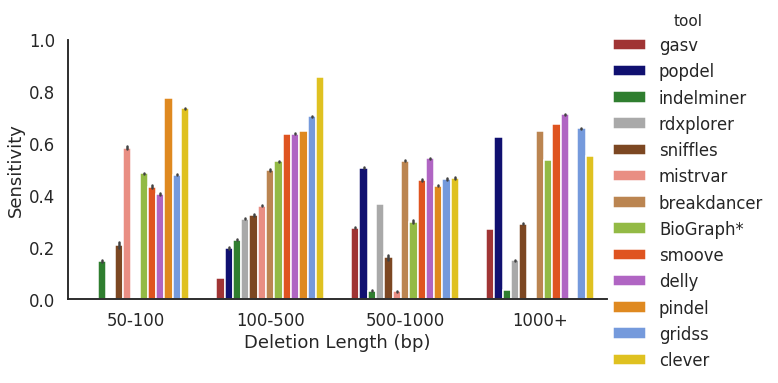 tool
gasv
popdel
indelminer
rdxplorer
sniffles
mistrvar
breakdancer
BioGraph*
smoove
delly
pindel
gridss
clever
Sensitivity
1.0
0.8
0.6
0.4
0.2
0.0
50-100 100-500 500-1000 1000+
Deletion Length (bp)